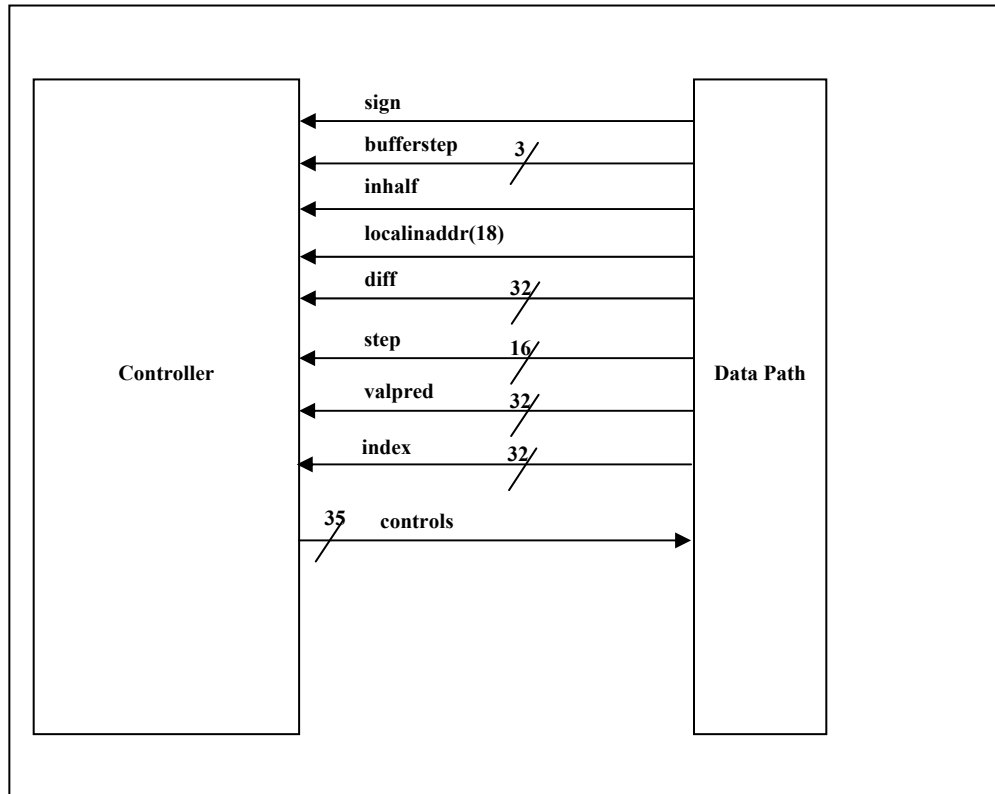 sign
bufferstep 3
inhalf
localinaddr(18)
diff 32
step 16
Controller
Data Path
valpred 32
index 32
35 controls